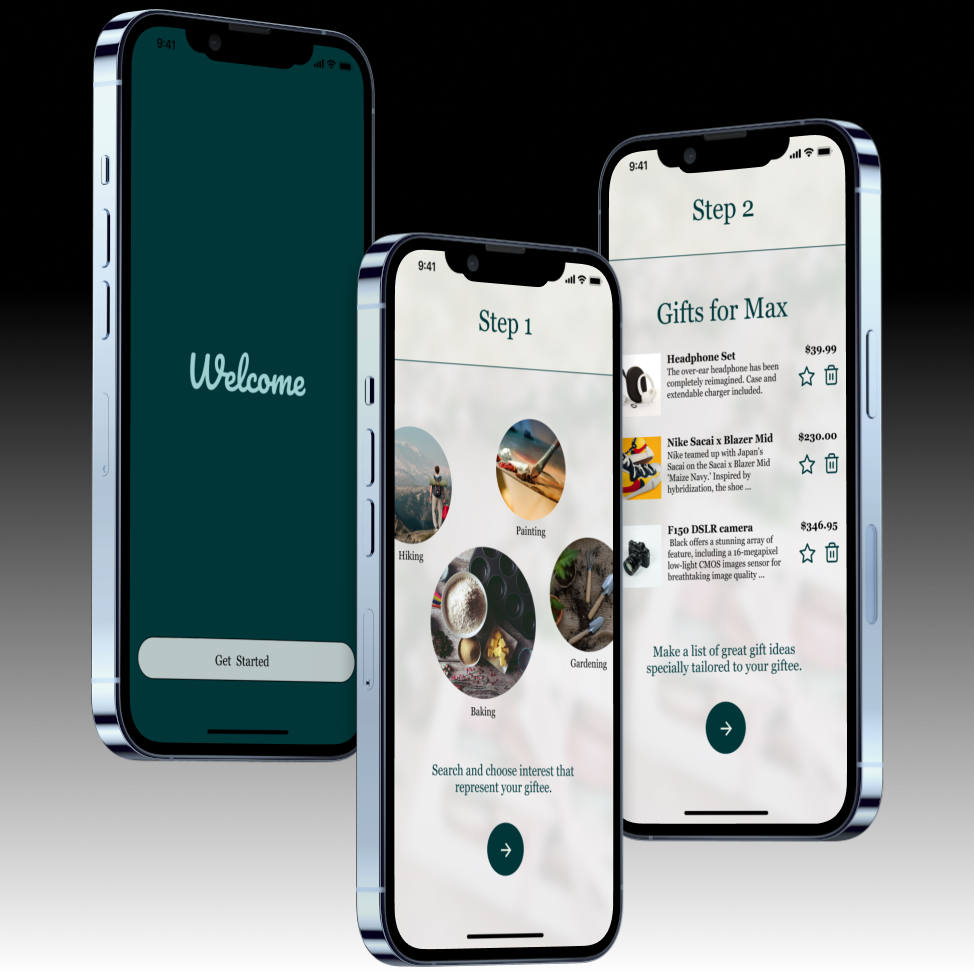 9:41
Welcome
Get Started
9:41
Step 1
Hiking
Painting
Baking
Gardening
Search and choose interest that
represent your giftee.
9:41
Step 2
Gifts for Max
Headphone Set
$39.99
The over-ear headphone has been
completely reimagined. Case and
extendable charger included.
Nike Sacai x Blazer Mid
$230.00
Nike teamed up with Japan's
Sacai on the Sacai x Blazer Mid
'Maize Navy.' Inspired by
hybridization, the shoe ...
F150 DSLR camera
$346.95
Black offers a stunning array of
feature, including a 16-megapixel
low-light CMOS images sensor for
breathtaking image quality ...
Make a list of great gift ideas
specially tailored to your giftee.